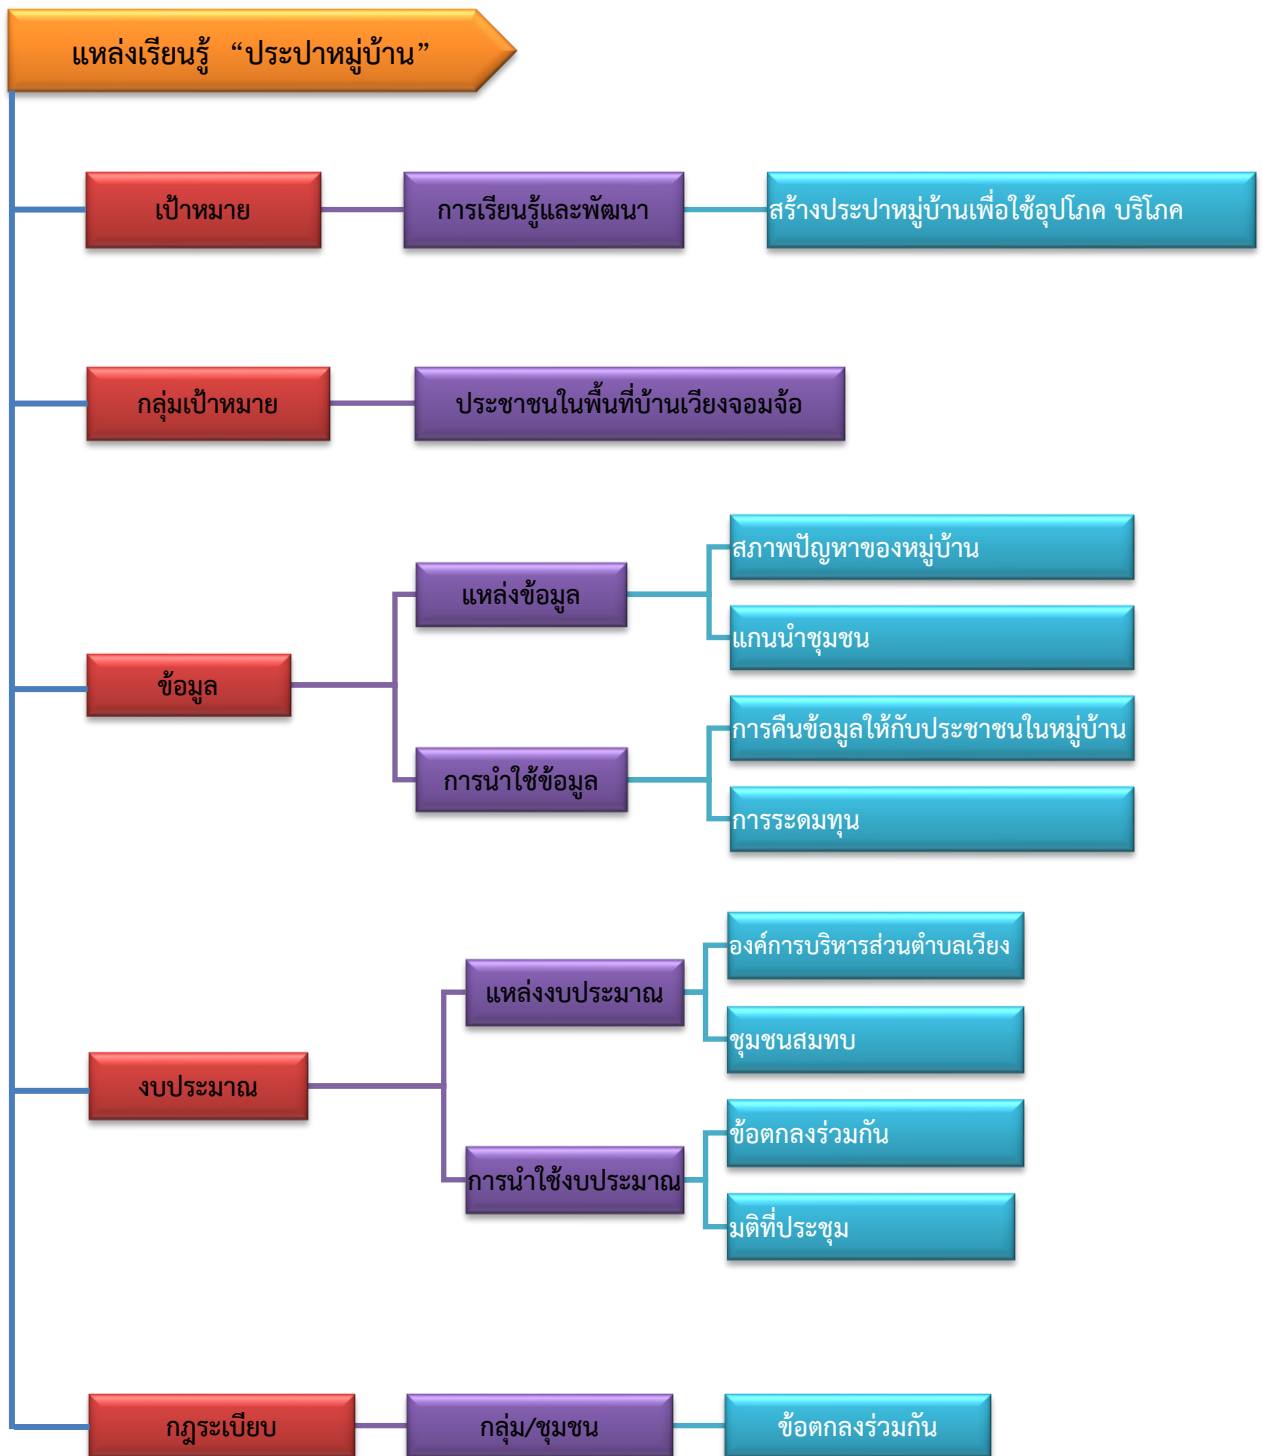 แหล่งเรียนรู้ “ประปาหมู่บ้าน”
เป้าหมาย
การเรียนรู้และพัฒนา
สร้างประปาหมู่บ้านเพื่อใช้อุปโภค บริโภค
กลุ่มเป้าหมาย
ประชาชนในพื้นที่บ้านเวียงจอมจ้อ
ข้อมูล
แหล่งข้อมูล
สภาพปัญหาของหมู่บ้าน
แกนนำชุมชน
การนำใช้ข้อมูล
การคืนข้อมูลให้กับประชาชนในหมู่บ้าน
การระดมทุน
งบประมาณ
แหล่งงบประมาณ
องค์การบริหารส่วนตำบลเวียง
ชุมชนสมทบ
การนำใช้งบประมาณ
ข้อตกลงร่วมกัน
มติที่ประชุม
กฎระเบียบ
กลุ่ม/ชุมชน
ข้อตกลงร่วมกัน